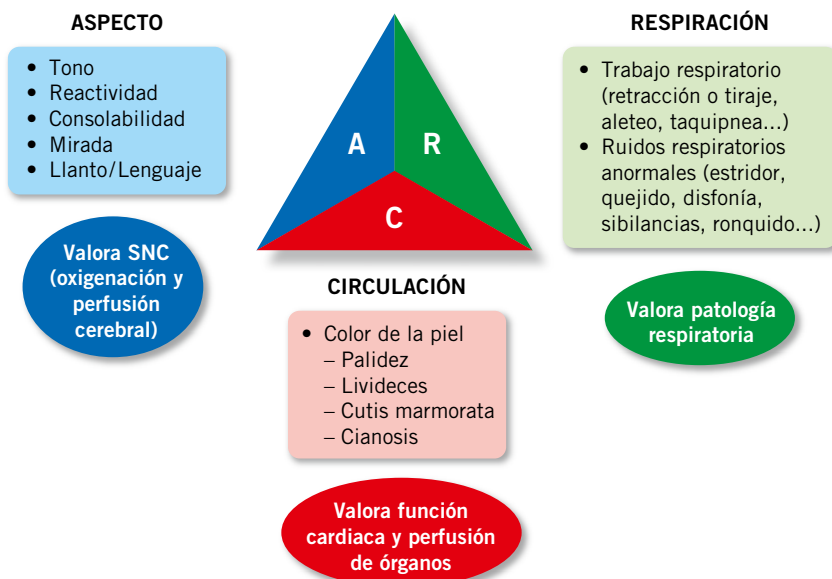 ASPECTO
• Tono
• Reactividad
• Consolabilidad
• Mirada
• Llanto/Lenguaje
Valora SNC
(oxigenación y
perfusión
cerebral)
A
R
C
RESPIRACIÓN
• Trabajo respiratorio
(retracción o tiraje,
aleteo, taquipnea...)
• Ruidos respiratorios
anormales (estridor,
quejido, disfonía,
sibilancias, ronquido...)
Valora patología
respiratoria
CIRCULACIÓN
• Color de la piel
– Palidez
– Livideces
– Cutis marmorata
– Cianosis
Valora función
cardiaca y perfusión
de órganos